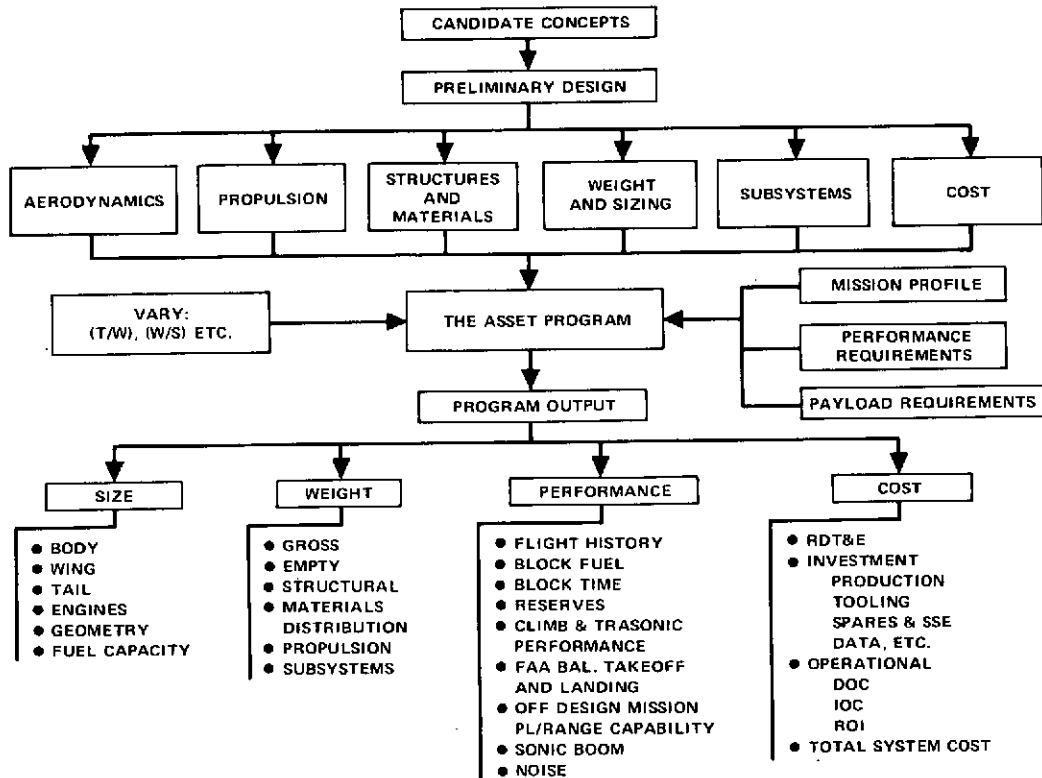 CANDIDATE CONCEPTS
PRELIMINARY DESIGN
AERODYNAMICS
PROPULSION
STRUCTURES
AND
MATERIALS
WEIGHT
AND SIZING
SUBSYSTEMS
COST
VARY:
(T/W), (W/S) ETC.
THE ASSET PROGRAM
MISSION PROFILE
PERFORMANCE
REQUIREMENTS
PAYLOAD REQUIREMENTS
PROGRAM OUTPUT
SIZE
● BODY
● WING
● TAIL
● ENGINES
● GEOMETRY
● FUEL CAPACITY
WEIGHT
● GROSS
● EMPTY
● STRUCTURAL
● MATERIALS
DISTRIBUTION
● PROPULSION
● SUBSYSTEMS
PERFORMANCE
● FLIGHT HISTORY
● BLOCK FUEL
● BLOCK TIME
● RESERVES
● CLIMB & TRASONIC
PERFORMANCE
● FAA BAL. TAKEOFF
AND LANDING
● OFF DESIGN MISSION
PL/RANGE CAPABILITY
● SONIC BOOM
● NOISE
COST
● RDT&E
● INVESTMENT
PRODUCTION
TOOLING
SPARES & SSE
DATA, ETC.
● OPERATIONAL
DOC
IOC
ROI
● TOTAL SYSTEM COST